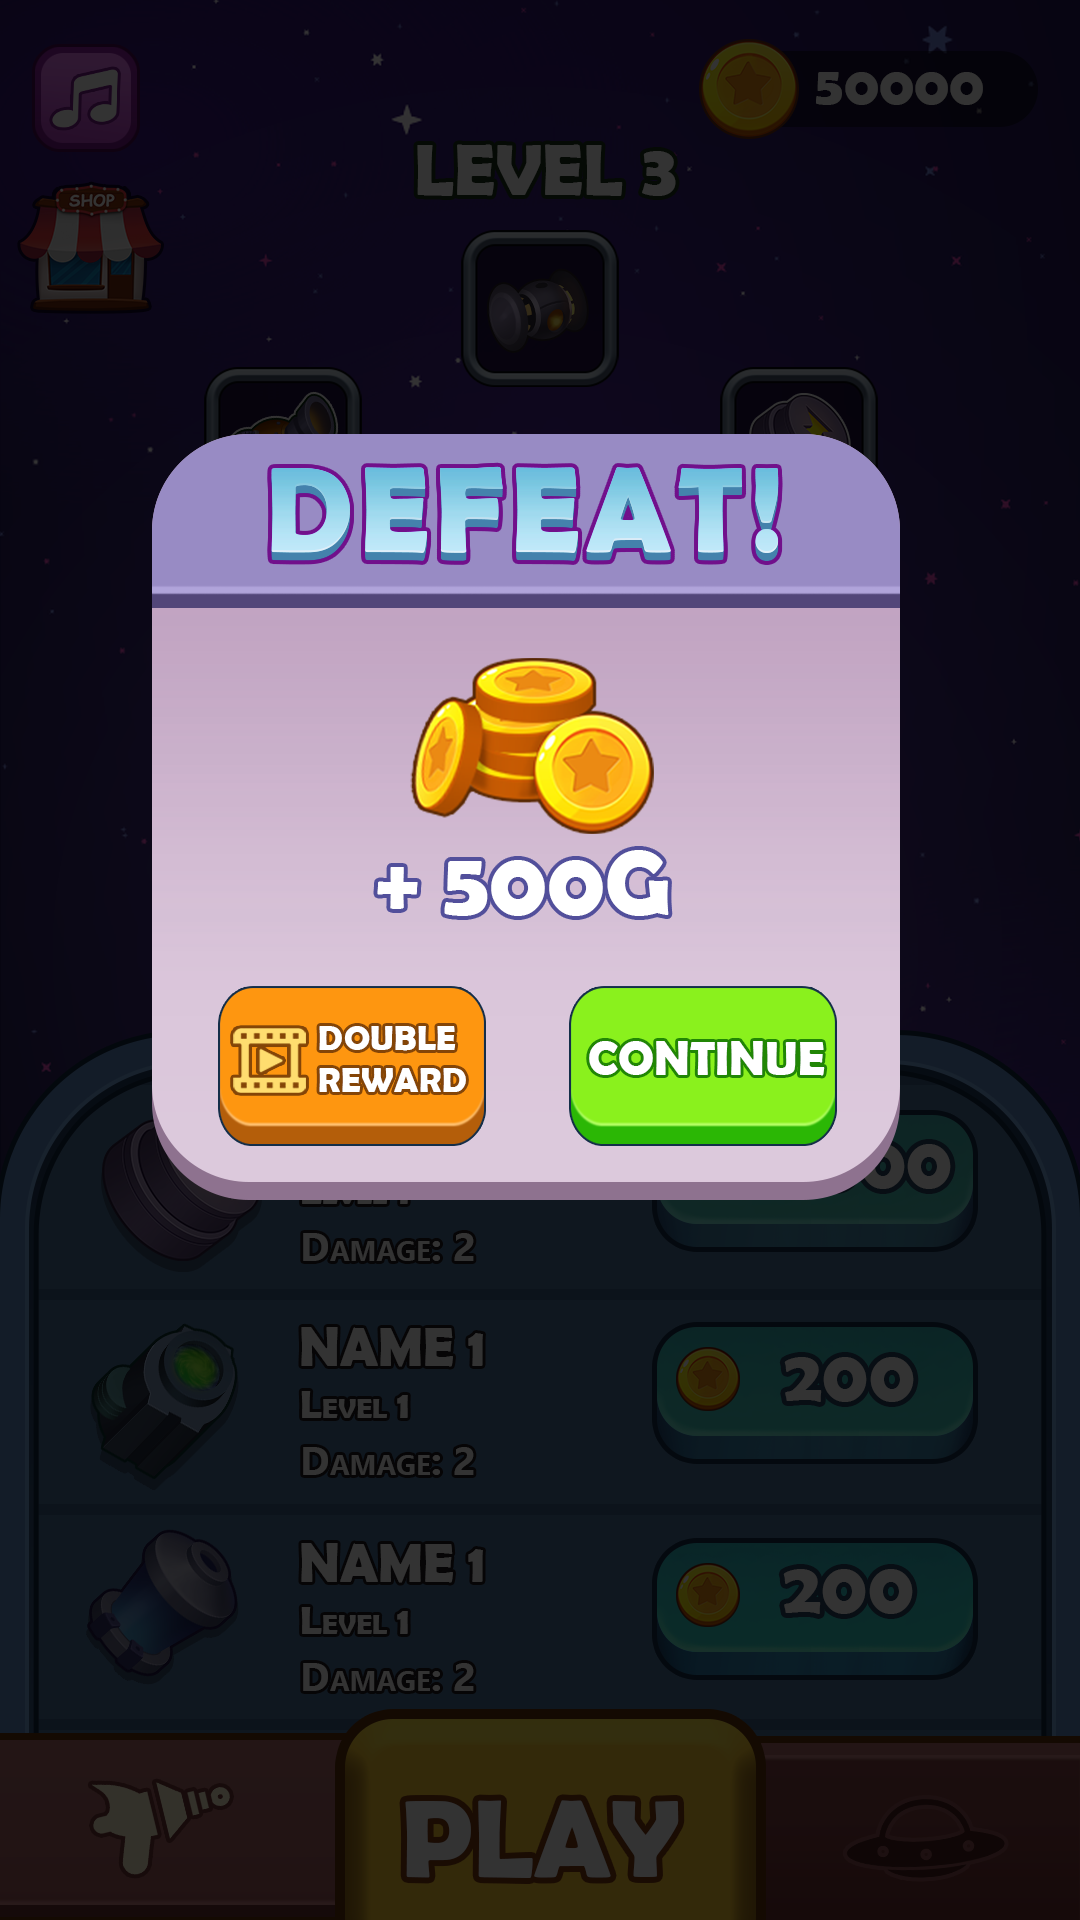 50000
LEVEL 3
SHOP
DEFEAT!
+ 500G
DOUBLE
REWARD
CONTINUE
00
Damage: 2
NAME 1
Level 1
Damage: 2
200
NAME 1
Level 1
Damage: 2
200
PLAY